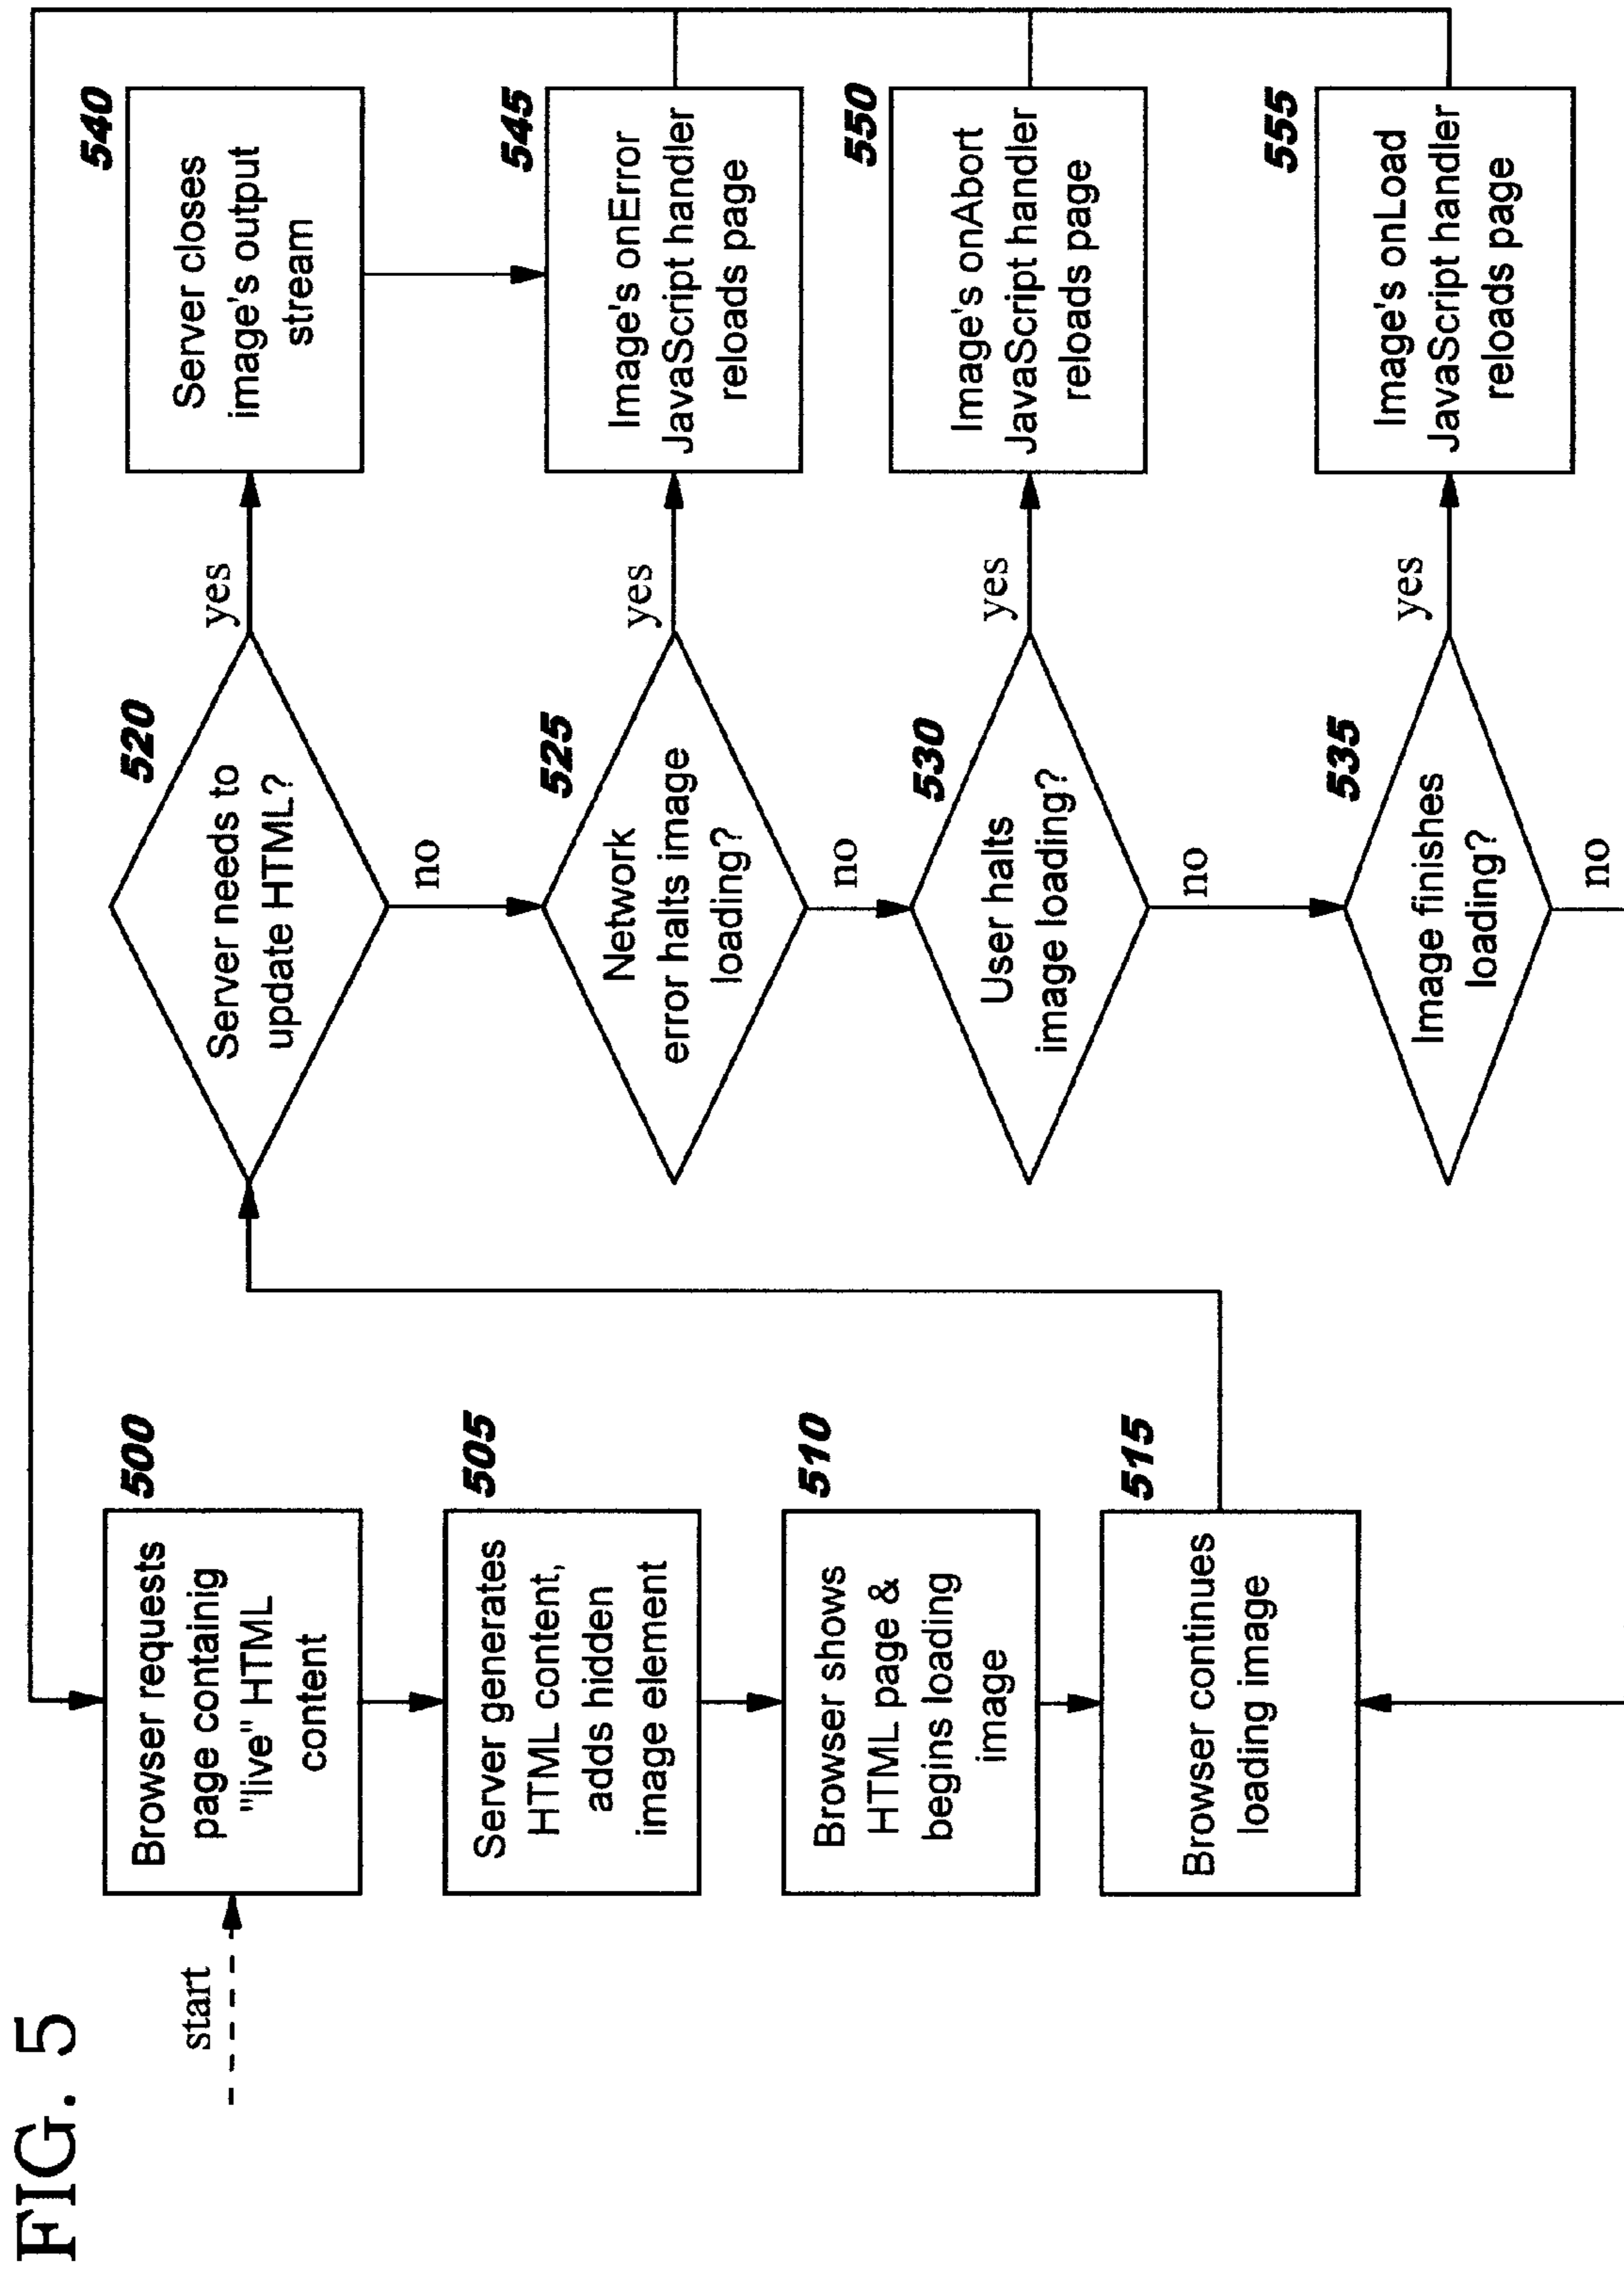 FIG. 5
start
500
Browser requests
page containig
"live" HTML
content
505
Server generates
HTML content,
adds hidden
image element
510
Browser shows
HTML page &
begins loading
image
515
Browser continues
loading image
520
Server needs to
update HTML?
yes
no
525
Network
error halts image
loading?
yes
no
530
User halts
image loading?
yes
no
535
Image finishes
loading?
yes
no
540
Server closes
image's output
stream
545
Image's onError
JavaScript handler
reloads page
550
Image's onAbort
JavaScript handler
reloads page
555
Image's onLoad
JavaScript handler
reloads page